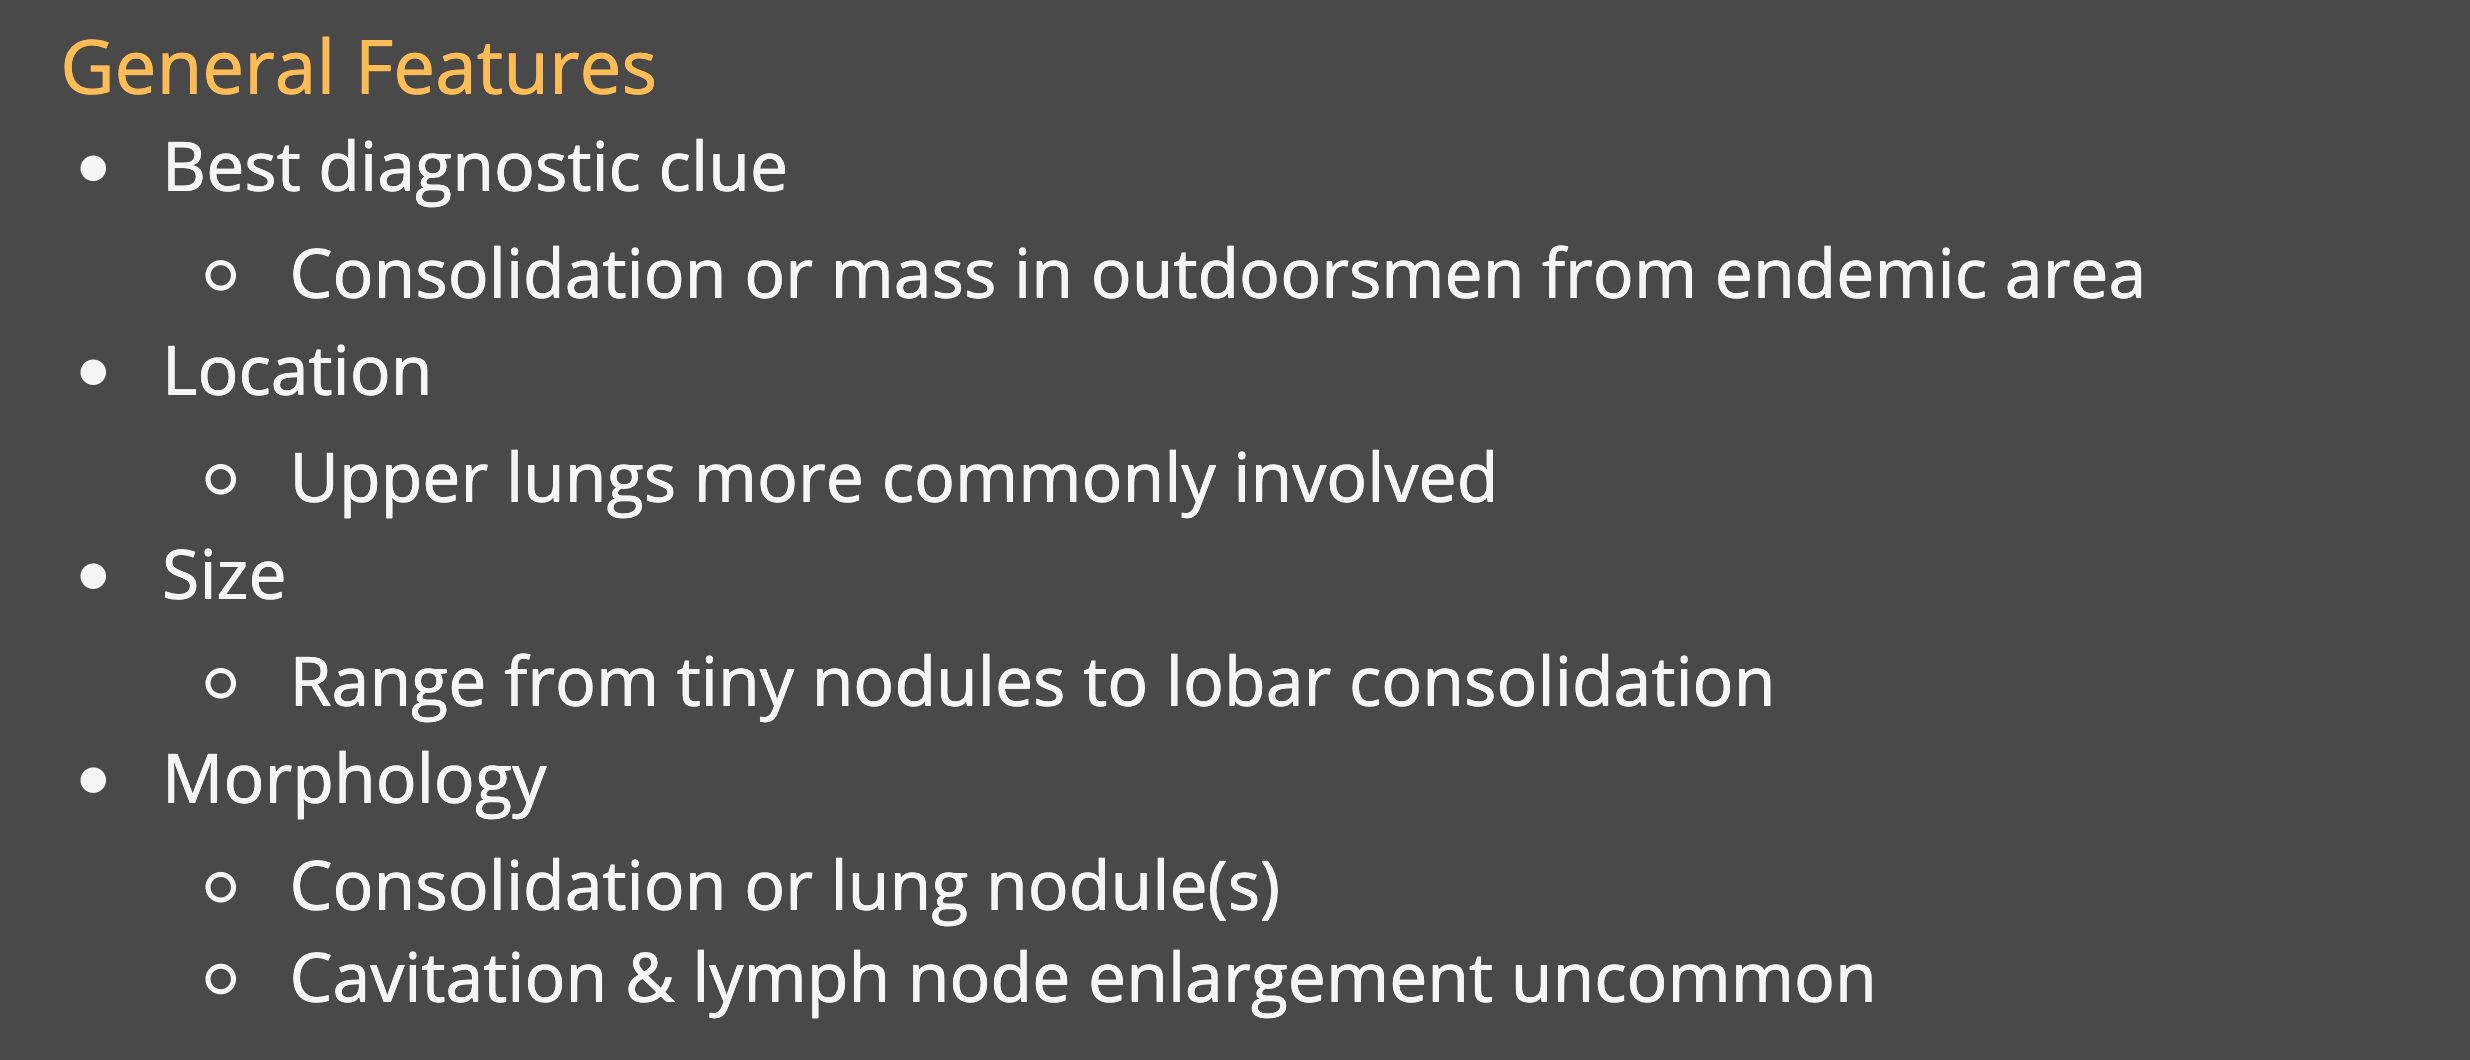 General Features
• Best diagnostic clue
○ Consolidation or mass in outdoorsmen from endemic area
• Location
○ Upper lungs more commonly involved
• Size
○ Range from tiny nodules to lobar consolidation
• Morphology
○ Consolidation or lung nodule(s)
○ Cavitation & lymph node enlargement uncommon